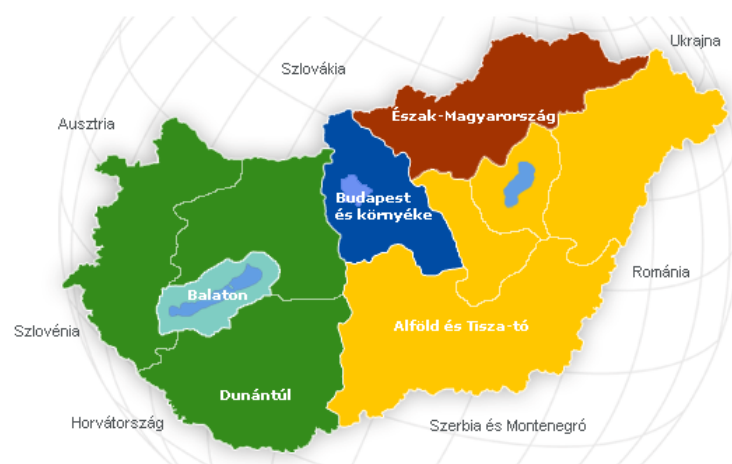 Ukrajna
Szlovákia
Ausztria
Észak-Magyarország
Budapest
és környéke
Románia
Balaton
Szlovénia
Alföld és Tisza-tó
Dunántúl
Horvátország
Szerbia és Montenegró